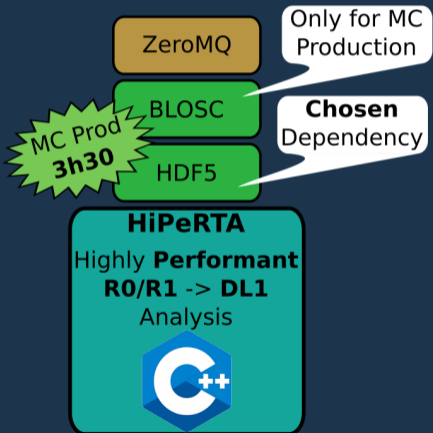 ZeroMQ
Only for MC
Production
BLOSC
MC Prod
3h30
Chosen
Dependency
HDF5
HiPeRTA
Highly Performant
R0/R1 -> DL1
Analysis
C++